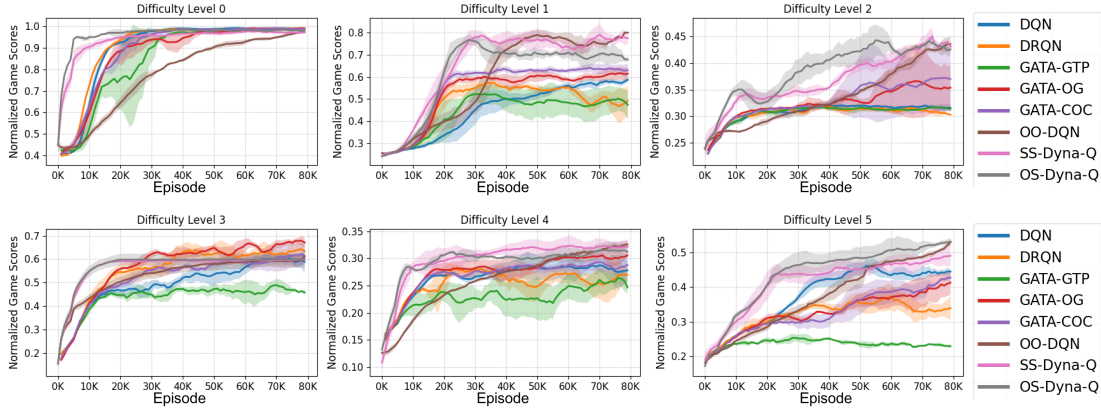 Difficulty Level 0
Normalized Game Scores
1.0
0.9
0.8
0.7
0.6
0.5
0.4
0K 10K 20K 30K 40K 50K 60K 70K 80K
Episode
Difficulty Level 1
Normalized Game Scores
0.8
0.7
0.6
0.5
0.4
0.3
0K 10K 20K 30K 40K 50K 60K 70K 80K
Episode
Difficulty Level 2
Normalized Game Scores
0.45
0.40
0.35
0.30
0.25
0K 10K 20K 30K 40K 50K 60K 70K 80K
Episode
DQN
DRQN
GATA-GTP
GATA-OG
GATA-COC
OO-DQN
SS-Dyna-Q
OS-Dyna-Q
Difficulty Level 3
Normalized Game Scores
0.7
0.6
0.5
0.4
0.3
0.2
0K 10K 20K 30K 40K 50K 60K 70K 80K
Episode
Difficulty Level 4
Normalized Game Scores
0.35
0.30
0.25
0.20
0.15
0.10
0K 10K 20K 30K 40K 50K 60K 70K 80K
Episode
Difficulty Level 5
Normalized Game Scores
0.5
0.4
0.3
0.2
0K 10K 20K 30K 40K 50K 60K 70K 80K
Episode
DQN
DRQN
GATA-GTP
GATA-OG
GATA-COC
OO-DQN
SS-Dyna-Q
OS-Dyna-Q